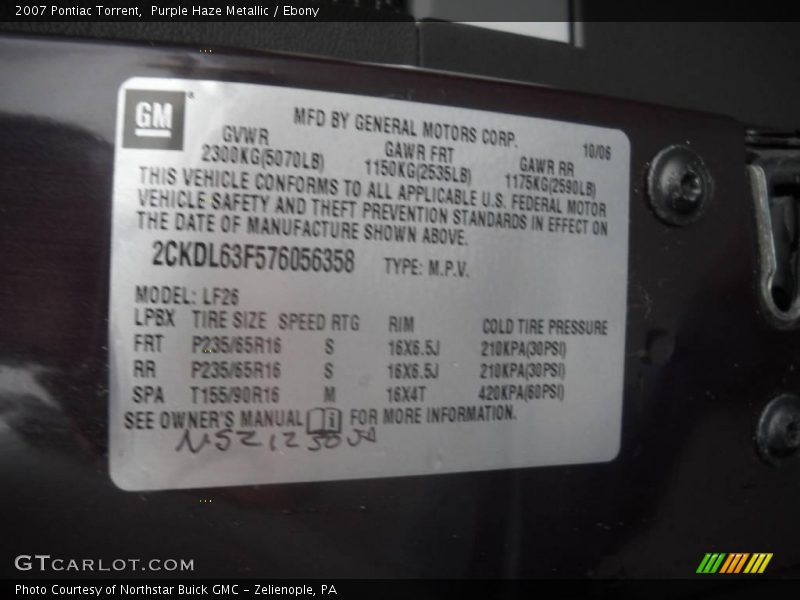 2007 Pontiac Torrent, Purple Haze Metallic / Ebony
GM
MFD BY GENERAL MOTORS CORP.
10/06
GVWR GAWR FRT GAWR RR
2300KG(5070LB) 1150KG(2535LB) 1175KG(2590LB)
THIS VEHICLE CONFORMS TO ALL APPLICABLE U.S. FEDERAL MOTOR
VEHICLE SAFETY AND THEFT PREVENTION STANDARDS IN EFFECT ON
THE DATE OF MANUFACTURE SHOWN ABOVE.
2CKDL63F576056358 TYPE: M.P.V.
MODEL: LF26
LPBX TIRE SIZE SPEED RTG RIM COLD TIRE PRESSURE
FRT P235/65R16 S 16X6.5J 210KPA(30PSI)
RR P235/65R16 S 16X6.5J 210KPA(30PSI)
SPA T155/90R16 M 16X4T 420KPA(60PSI)
SEE OWNER'S MANUAL FOR MORE INFORMATION.
GTCARLOT.COM
Photo Courtesy of Northstar Buick GMC - Zelienople, PA